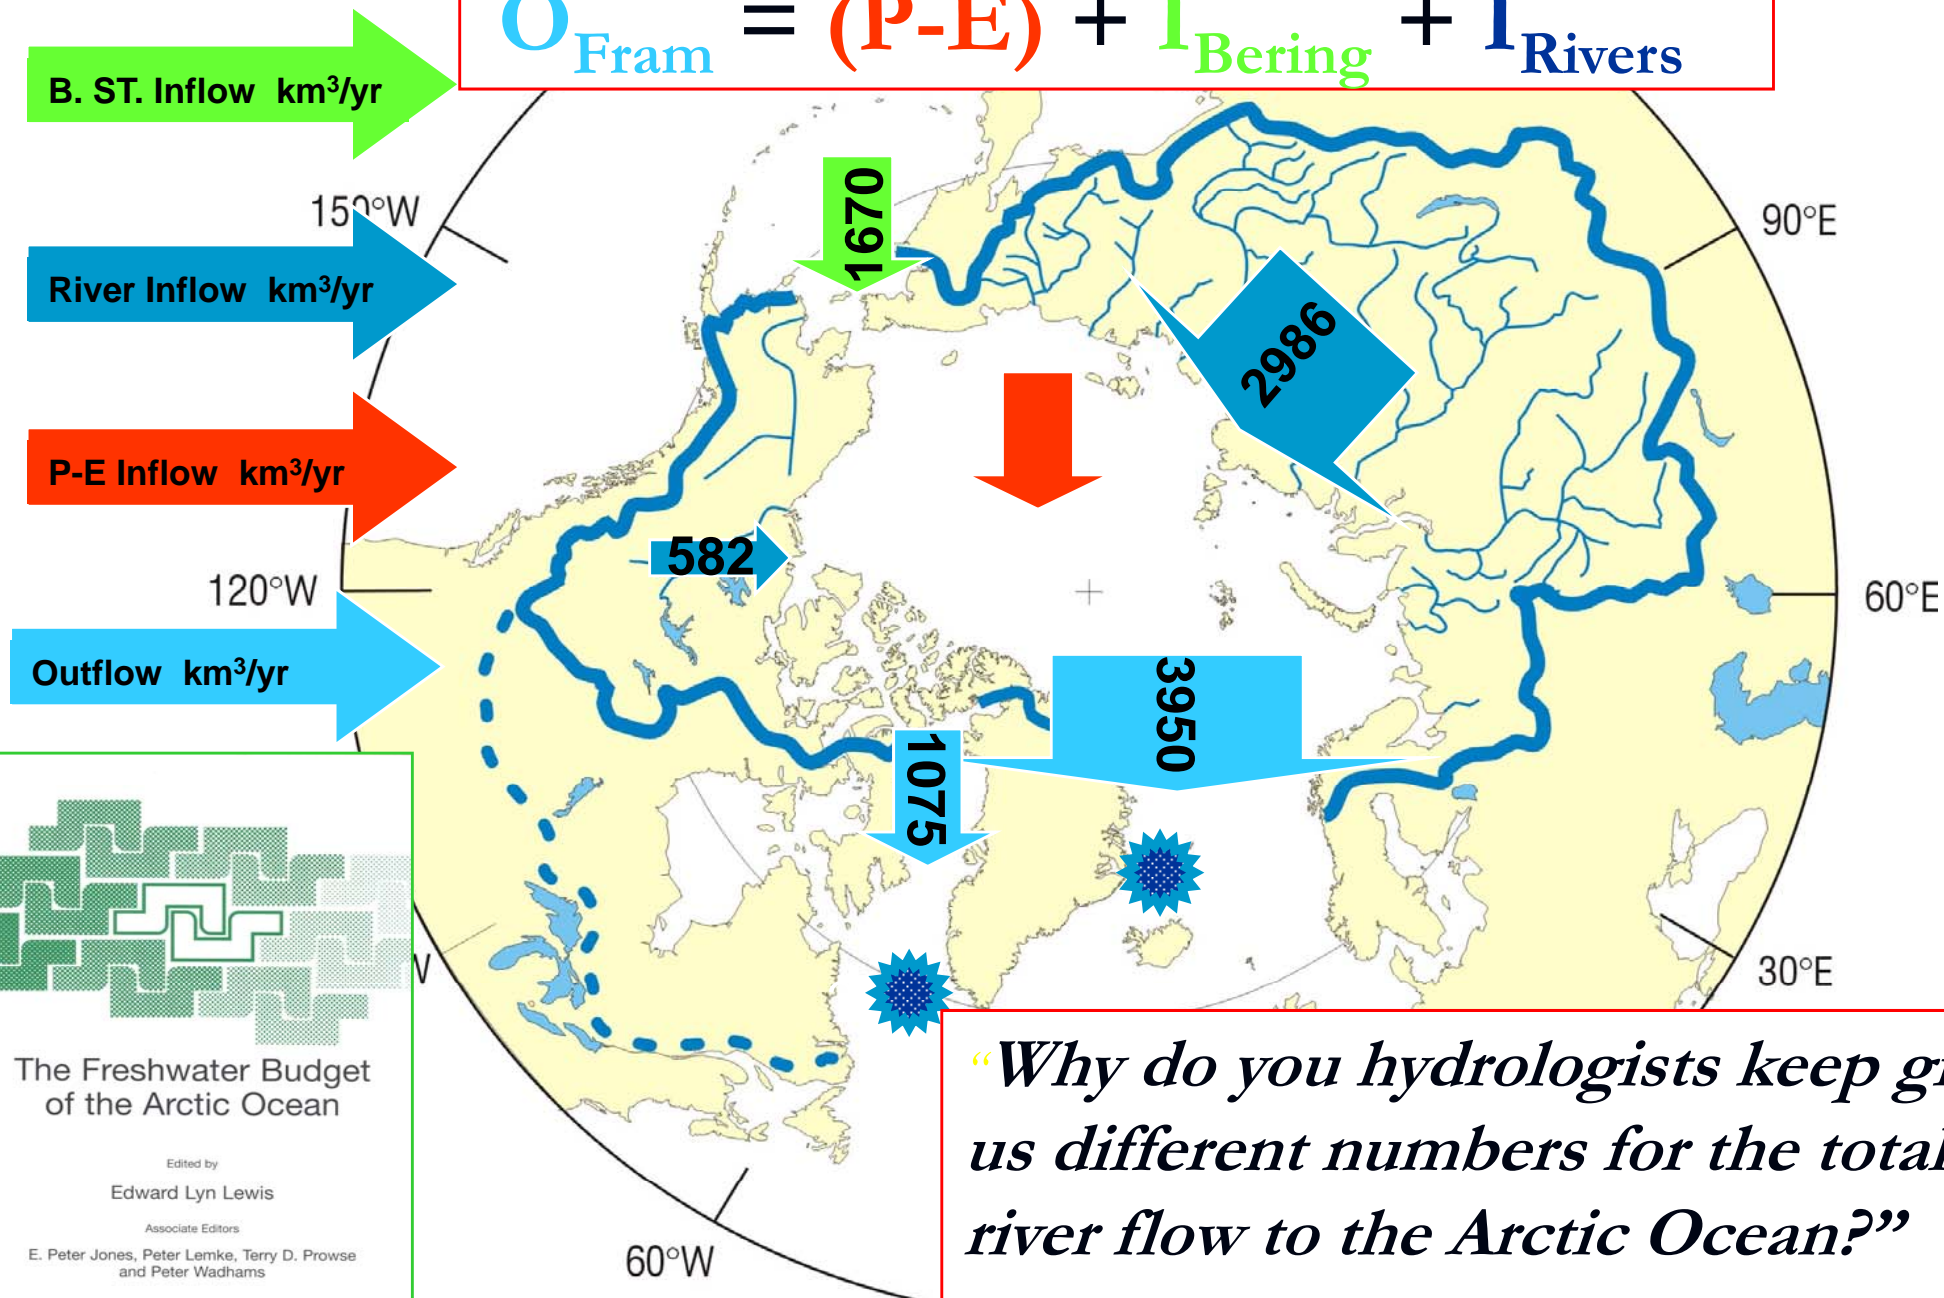 O Fram = (P-E) + I Bering + I Rivers
B. ST. Inflow km³/yr
150°W
1670
90°E
River Inflow km³/yr
2986
P-E Inflow km³/yr
582
120°W
60°E
Outflow km³/yr
3950
1075
W
30°E
The Freshwater Budget
of the Arctic Ocean
Edited by
Edward Lyn Lewis
Associate Editors
E. Peter Jones, Peter Lemke, Terry D. Prowse
and Peter Wadhams
60°W
“Why do you hydrologists keep
us different numbers for the total
river flow to the Arctic Ocean?”